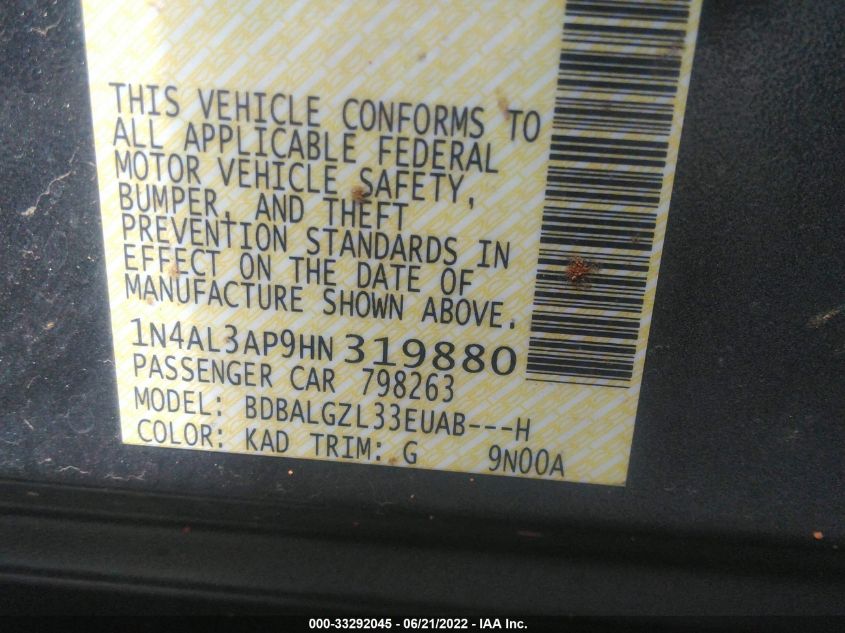 THIS VEHICLE CONFORMS TO
ALL APPLICABLE FEDERAL
MOTOR VEHICLE SAFETY,
BUMPER, AND THEFT
PREVENTION STANDARDS IN
EFFECT ON THE DATE OF
MANUFACTURE SHOWN ABOVE.
1N4AL3AP9HN319880
PASSENGER CAR 798263
MODEL: BDBALGZL33EUAB---H
COLOR: KAD TRIM: G 9N00A
000-33292045 - 06/21/2022 - IAA Inc.